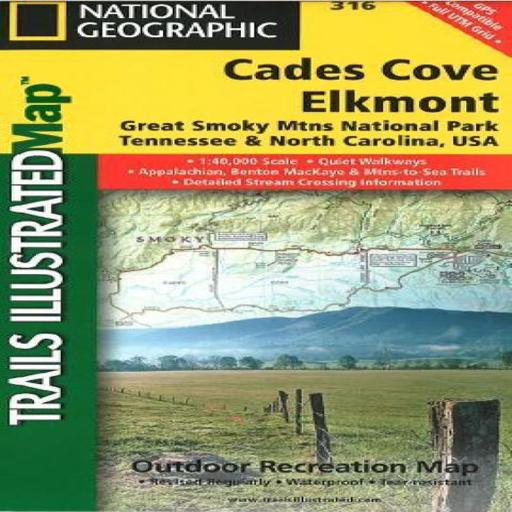 NATIONAL
GEOGRAPHIC
316
GPS
Compatible
• Full UTM Grid •
TRAILS ILLUSTRATED Map™
Cades Cove
Elkmont
Great Smoky Mtns National Park
Tennessee & North Carolina, USA
• 1:40,000 Scale • Quiet Walkways
• Appalachian, Benton MacKaye & Mtns-to-Sea Trails
• Detailed Stream Crossing Information
SMOKY
Outdoor Recreation Map
• Revised Regularly • Waterproof • Tear-resistant
www.trailsillustrated.com